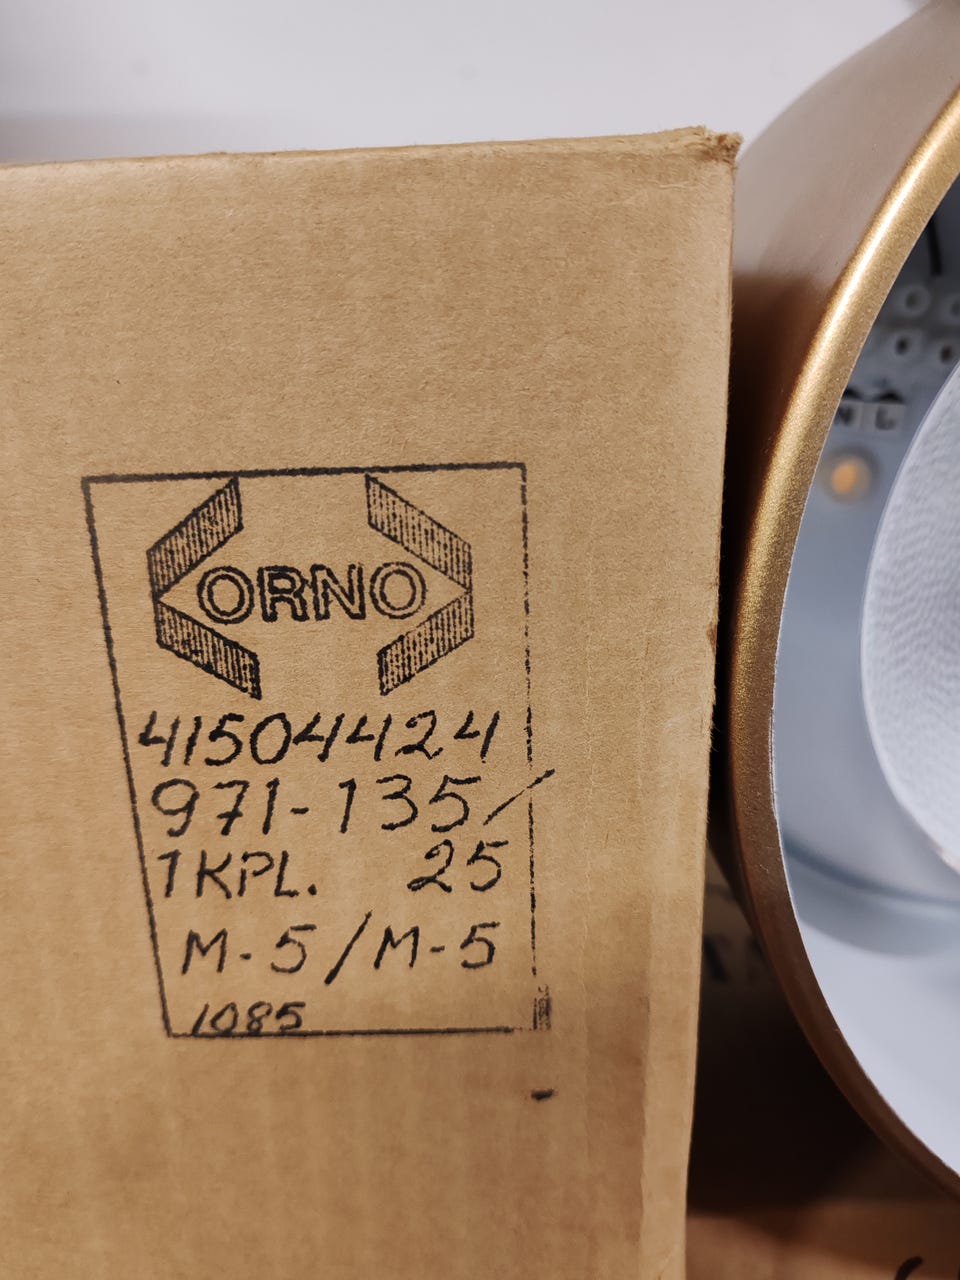 ORNO
41504424
971-135/
1KPL. 25
M-5/M-5
1085
N L